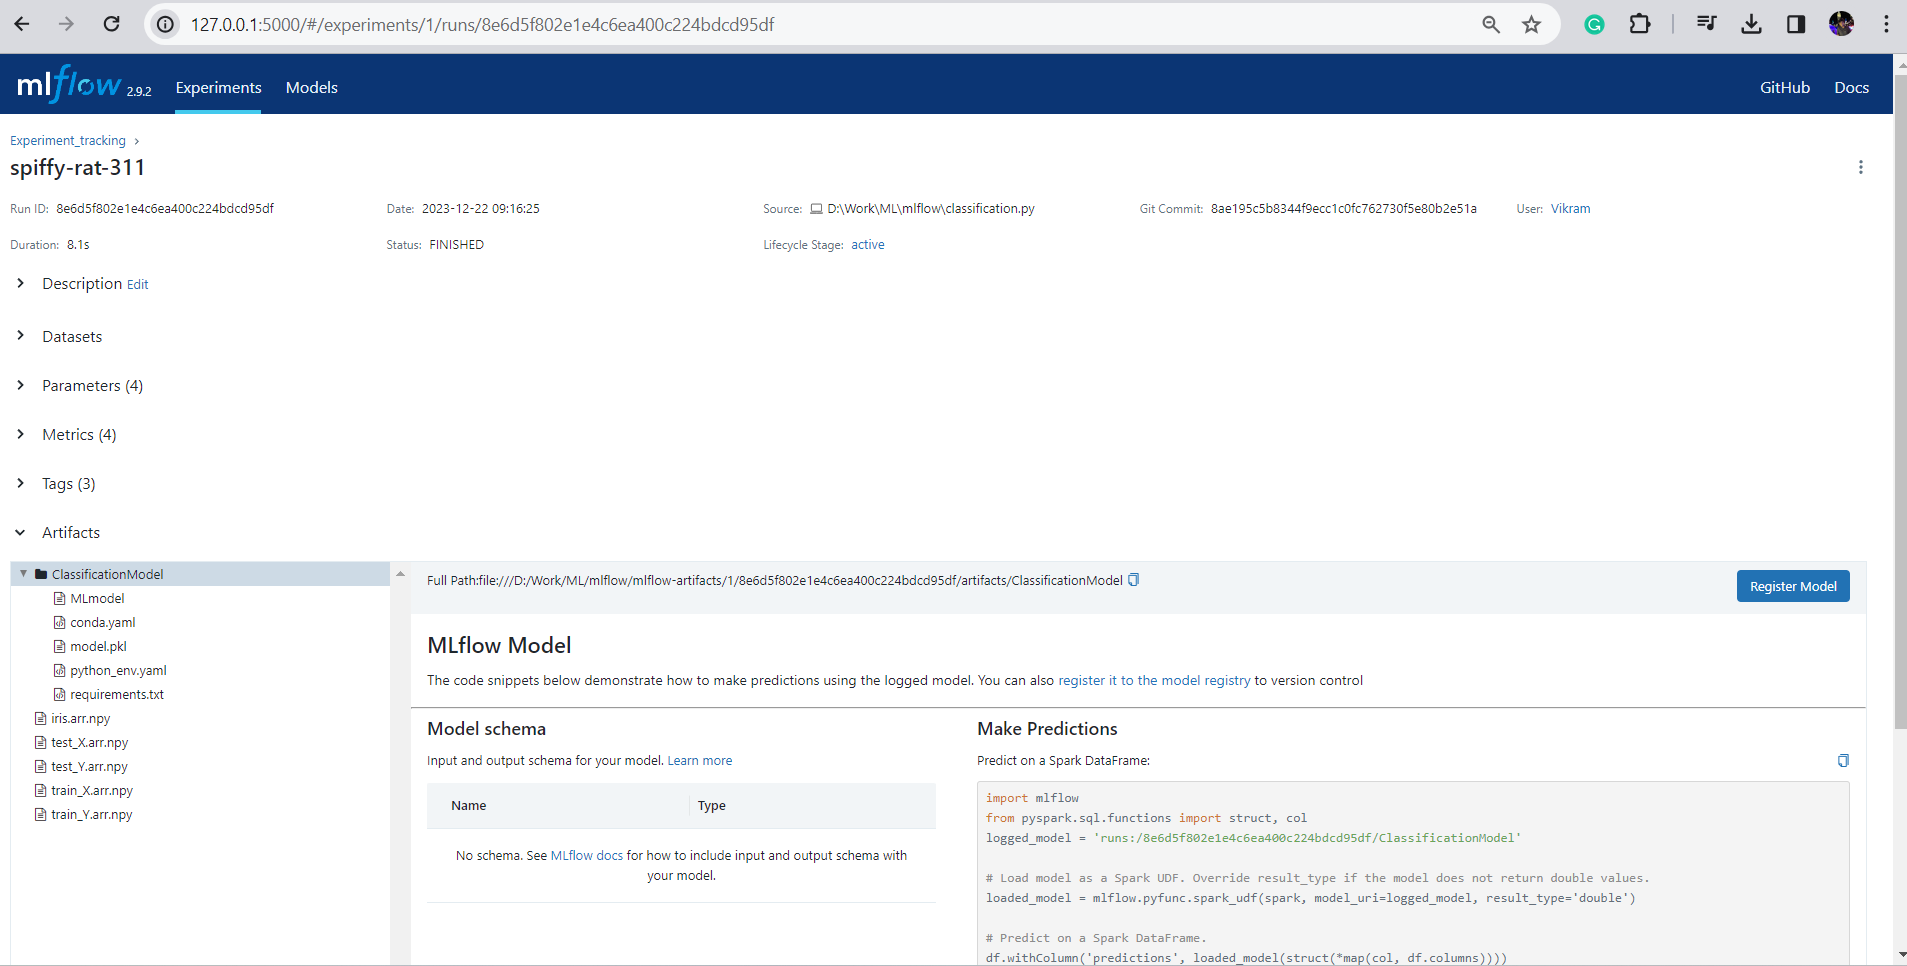 127.0.0.1:5000/#/experiments/1/runs/8e6d5f802e1e4c6ea400c224bdcd95df
mlflow 2.9.2 Experiments Models GitHub Docs
Experiment_tracking ›
spiffy-rat-311
Run ID: 8e6d5f802e1e4c6ea400c224bdcd95df Date: 2023-12-22 09:16:25 Source: D:\Work\ML\mlflow\classification.py Git Commit: 8ae195c5b8344f9ecc1c0fc762730f5e80b2e51a User: Vikram
Duration: 8.1s Status: FINISHED Lifecycle Stage: active
Description Edit
Datasets
Parameters (4)
Metrics (4)
Tags (3)
Artifacts
ClassificationModel
MLmodel
conda.yaml
model.pkl
python_env.yaml
requirements.txt
iris.arr.npy
test_X.arr.npy
test_Y.arr.npy
train_X.arr.npy
train_Y.arr.npy
Full Path:file:///D:/Work/ML/mlflow/mlflow-artifacts/1/8e6d5f802e1e4c6ea400c224bdcd95df/artifacts/ClassificationModel
Register Model
MLflow Model
The code snippets below demonstrate how to make predictions using the logged model. You can also register it to the model registry to version control
Model schema
Input and output schema for your model. Learn more
Name Type
No schema. See MLflow docs for how to include input and output schema with
your model.
Make Predictions
Predict on a Spark DataFrame:
import mlflow
from pyspark.sql.functions import struct, col
logged_model = 'runs:/8e6d5f802e1e4c6ea400c224bdcd95df/ClassificationModel'
# Load model as a Spark UDF. Override result_type if the model does not return double values.
loaded_model = mlflow.pyfunc.spark_udf(spark, model_uri=logged_model, result_type='double')
# Predict on a Spark DataFrame.
df.withColumn('predictions', loaded_model(struct(*map(col, df.columns))))